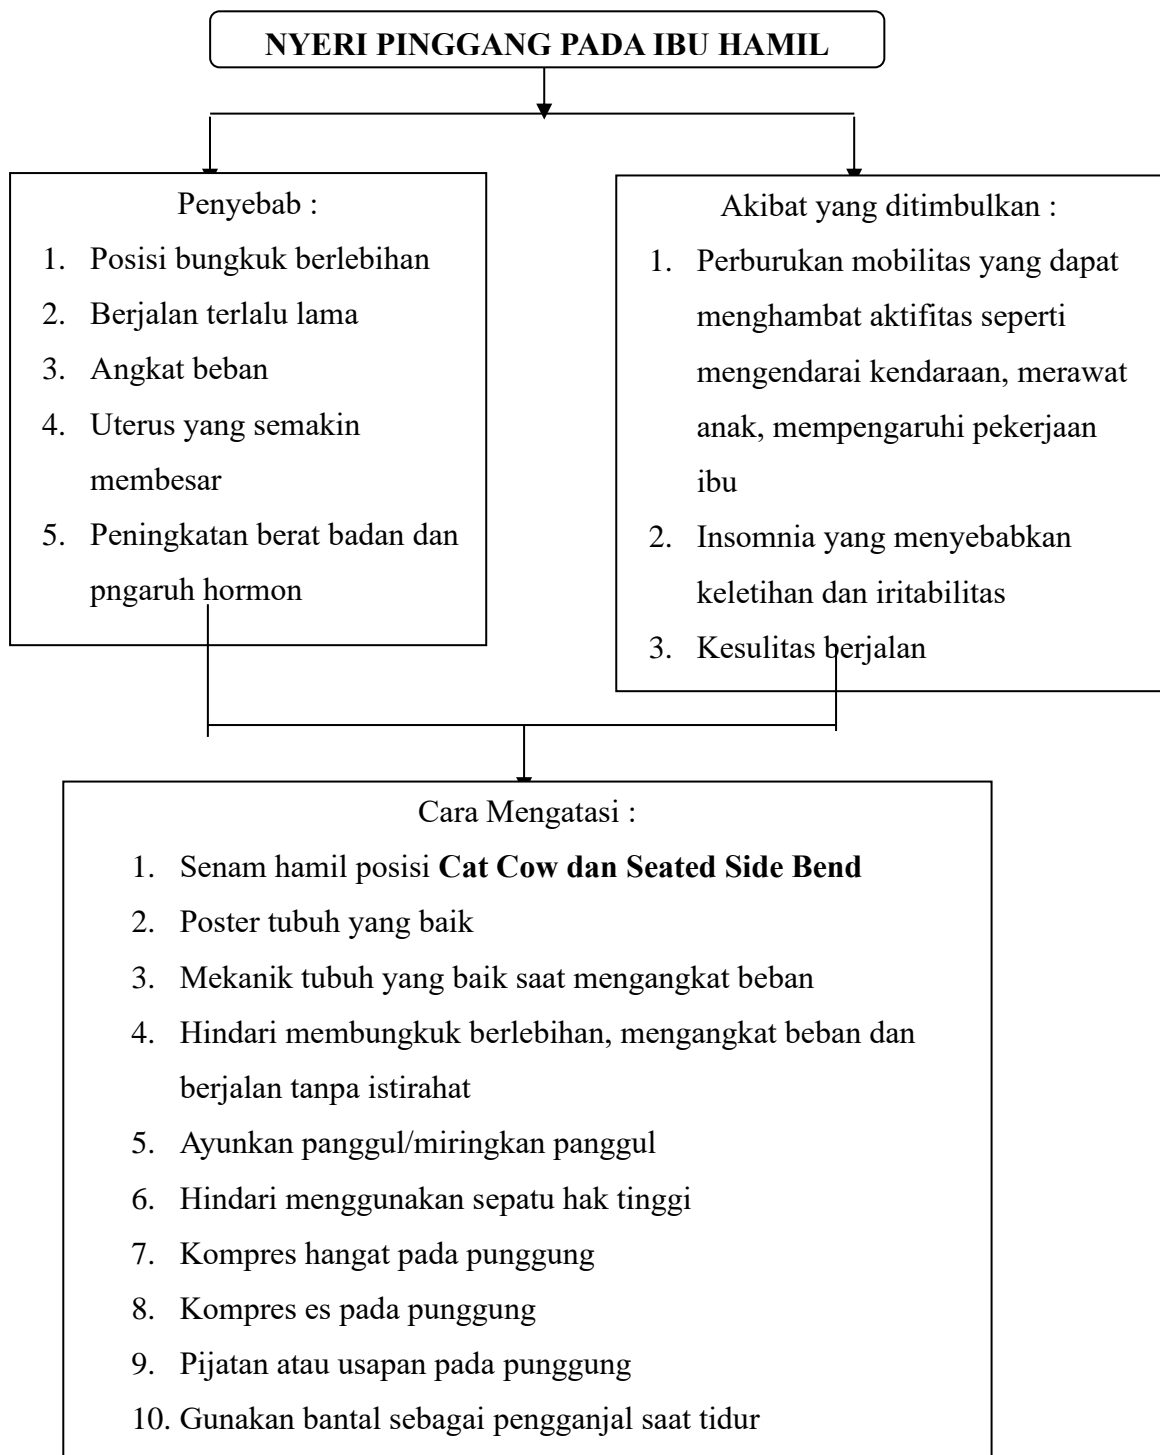 NYERI PINGGANG PADA IBU HAMIL
Penyebab :
1. Posisi bungkuk berlebihan
2. Berjalan terlalu lama
3. Angkat beban
4. Uterus yang semakin
membesar
5. Peningkatan berat badan dan
pngaruh hormon
Akibat yang ditimbulkan :
1. Perburukan mobilitas yang dapat
menghambat aktifitas seperti
mengendarai kendaraan, merawat
anak, mempengaruhi pekerjaan
ibu
2. Insomnia yang menyebabkan
keletihan dan iritabilitas
3. Kesulitas berjalan
Cara Mengatasi :
1. Senam hamil posisi Cat Cow dan Seated Side Bend
2. Poster tubuh yang baik
3. Mekanik tubuh yang baik saat mengangkat beban
4. Hindari membungkuk berlebihan, mengangkat beban dan
berjalan tanpa istirahat
5. Ayunkan panggul/miringkan panggul
6. Hindari menggunakan sepatu hak tinggi
7. Kompres hangat pada punggung
8. Kompres es pada punggung
9. Pijatan atau usapan pada punggung
10. Gunakan bantal sebagai pengganjal saat tidur